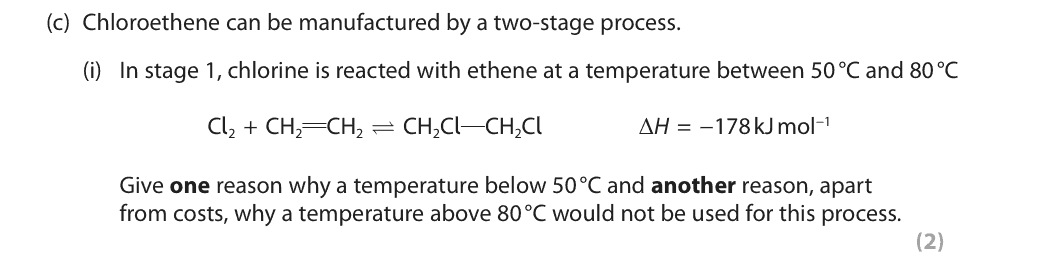 (c) Chloroethene can be manufactured by a two-stage process.
(i) In stage 1, chlorine is reacted with ethene at a temperature between 50 °C and 80 °C
Cl₂ + CH₂═CH₂ ⇌ CH₂Cl—CH₂Cl ΔH = −178 kJ mol⁻¹
Give one reason why a temperature below 50 °C and another reason, apart
from costs, why a temperature above 80 °C would not be used for this process.
(2)